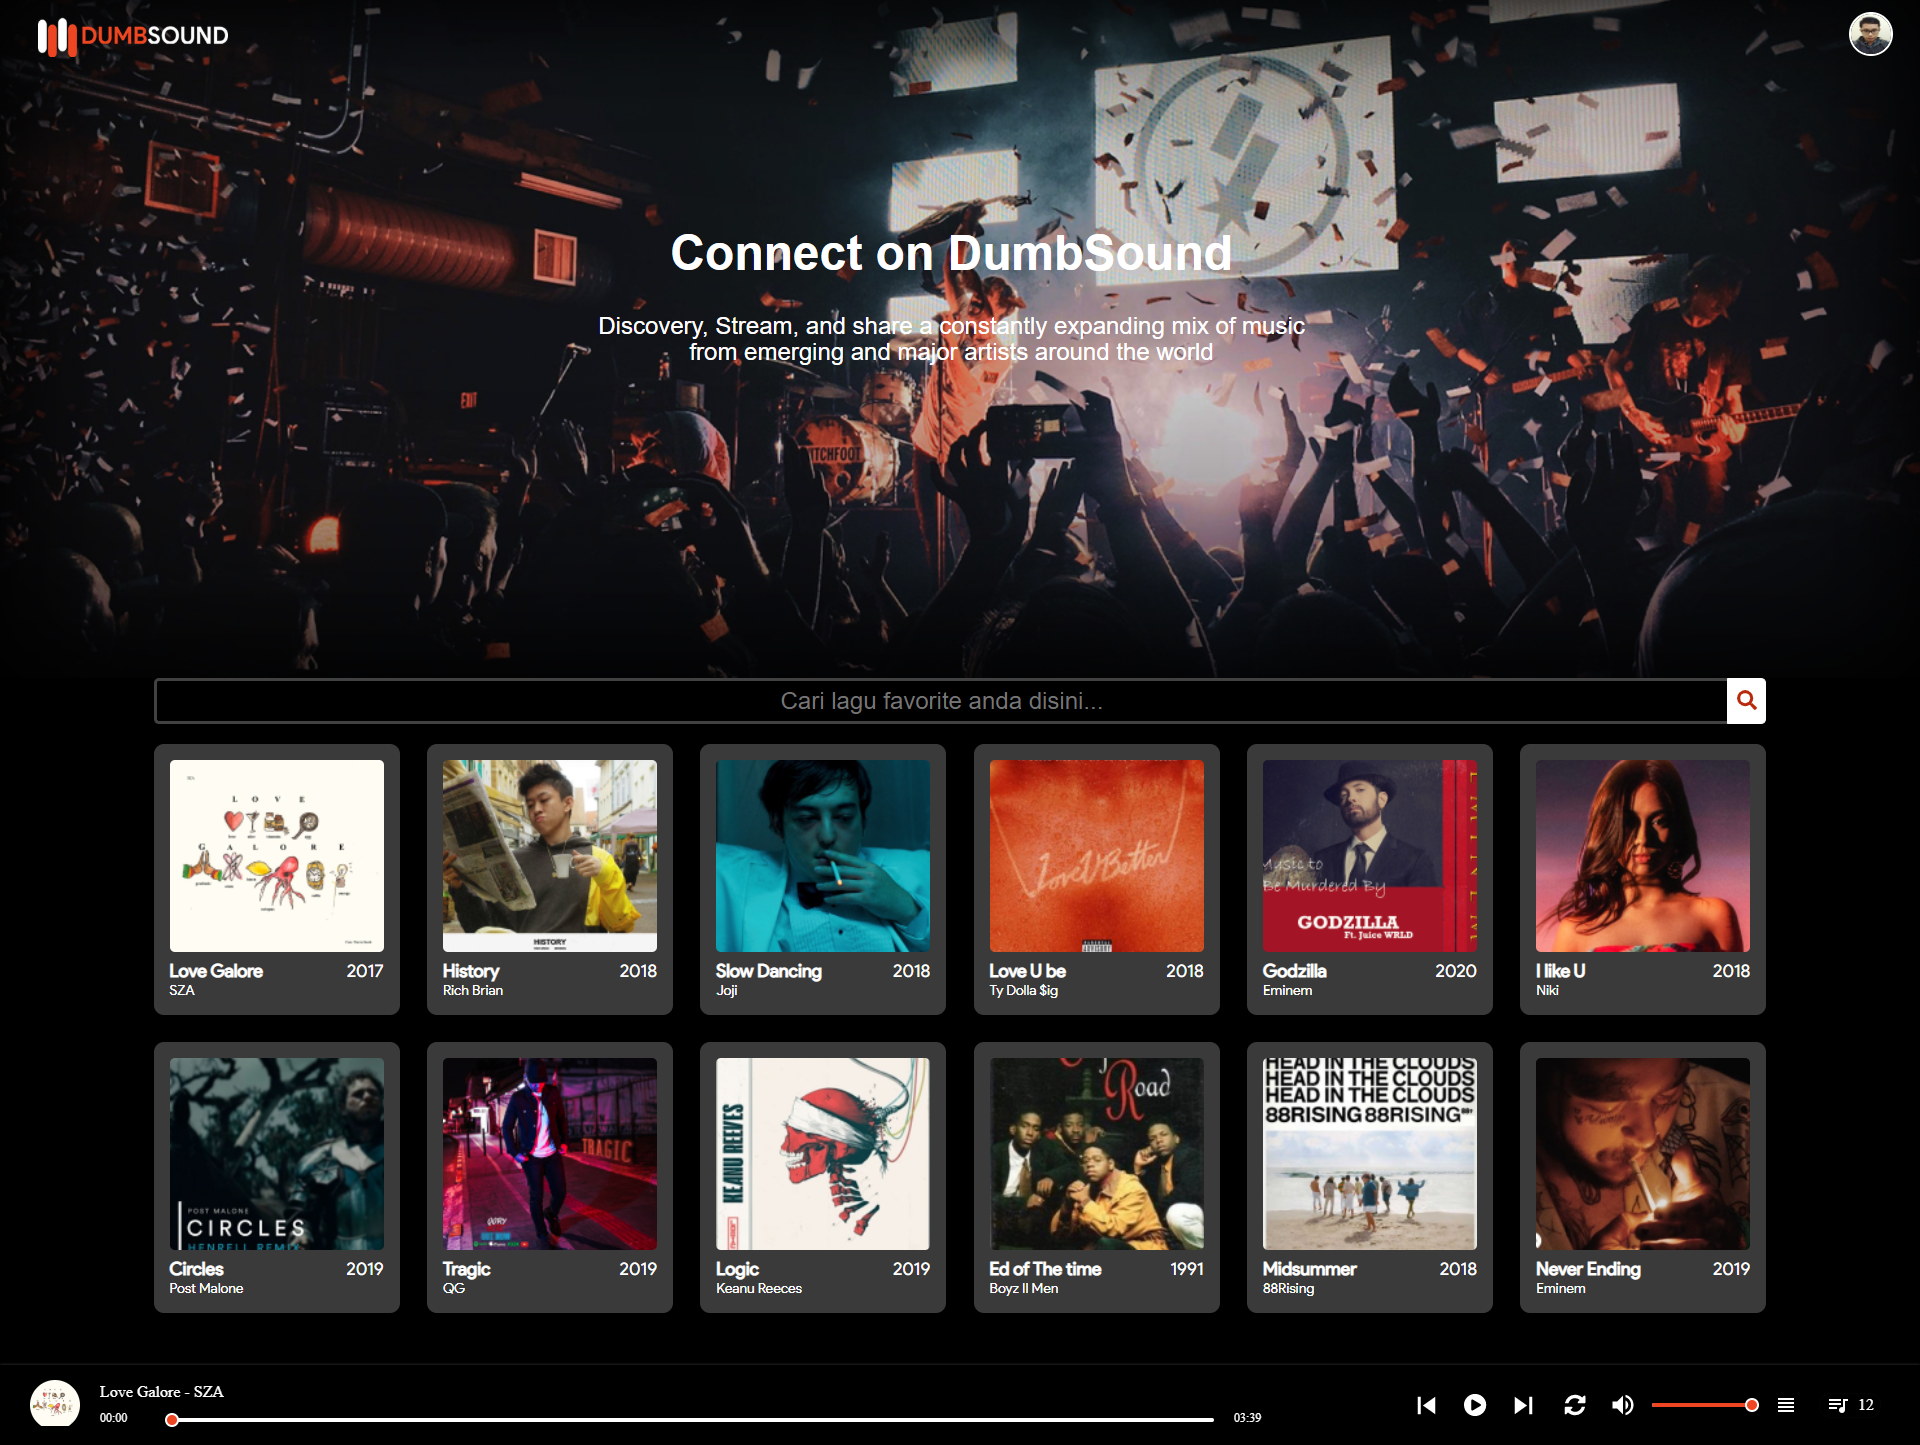 DUMBSOUND
EXIT
Connect on DumbSound
Discovery, Stream, and share a constantly expanding mix of music
from emerging and major artists around the world
Cari lagu favorite anda disini...
LOVE
GALORE
HISTORY
Love U Better
Music to
Be Murdered By
GODZILLA
Ft. Juice WRLD
Love Galore 2017
SZA
History 2018
Rich Brian
Slow Dancing 2018
Joji
Love U be 2018
Ty Dolla $ig
Godzilla 2020
Eminem
I like U 2018
Niki
POST MALONE
CIRCLES
HENRELL REMIX
TRAGIC
KEANU REEVES
Road
HEAD IN THE CLOUDS
HEAD IN THE CLOUDS
HEAD IN THE CLOUDS
88RISING 88RISING
Circles 2019
Post Malone
Tragic 2019
QG
Logic 2019
Keanu Reeces
Ed of The time 1991
Boyz II Men
Midsummer 2018
88Rising
Never Ending 2019
Eminem
Love Galore - SZA
00:00 03:39
12